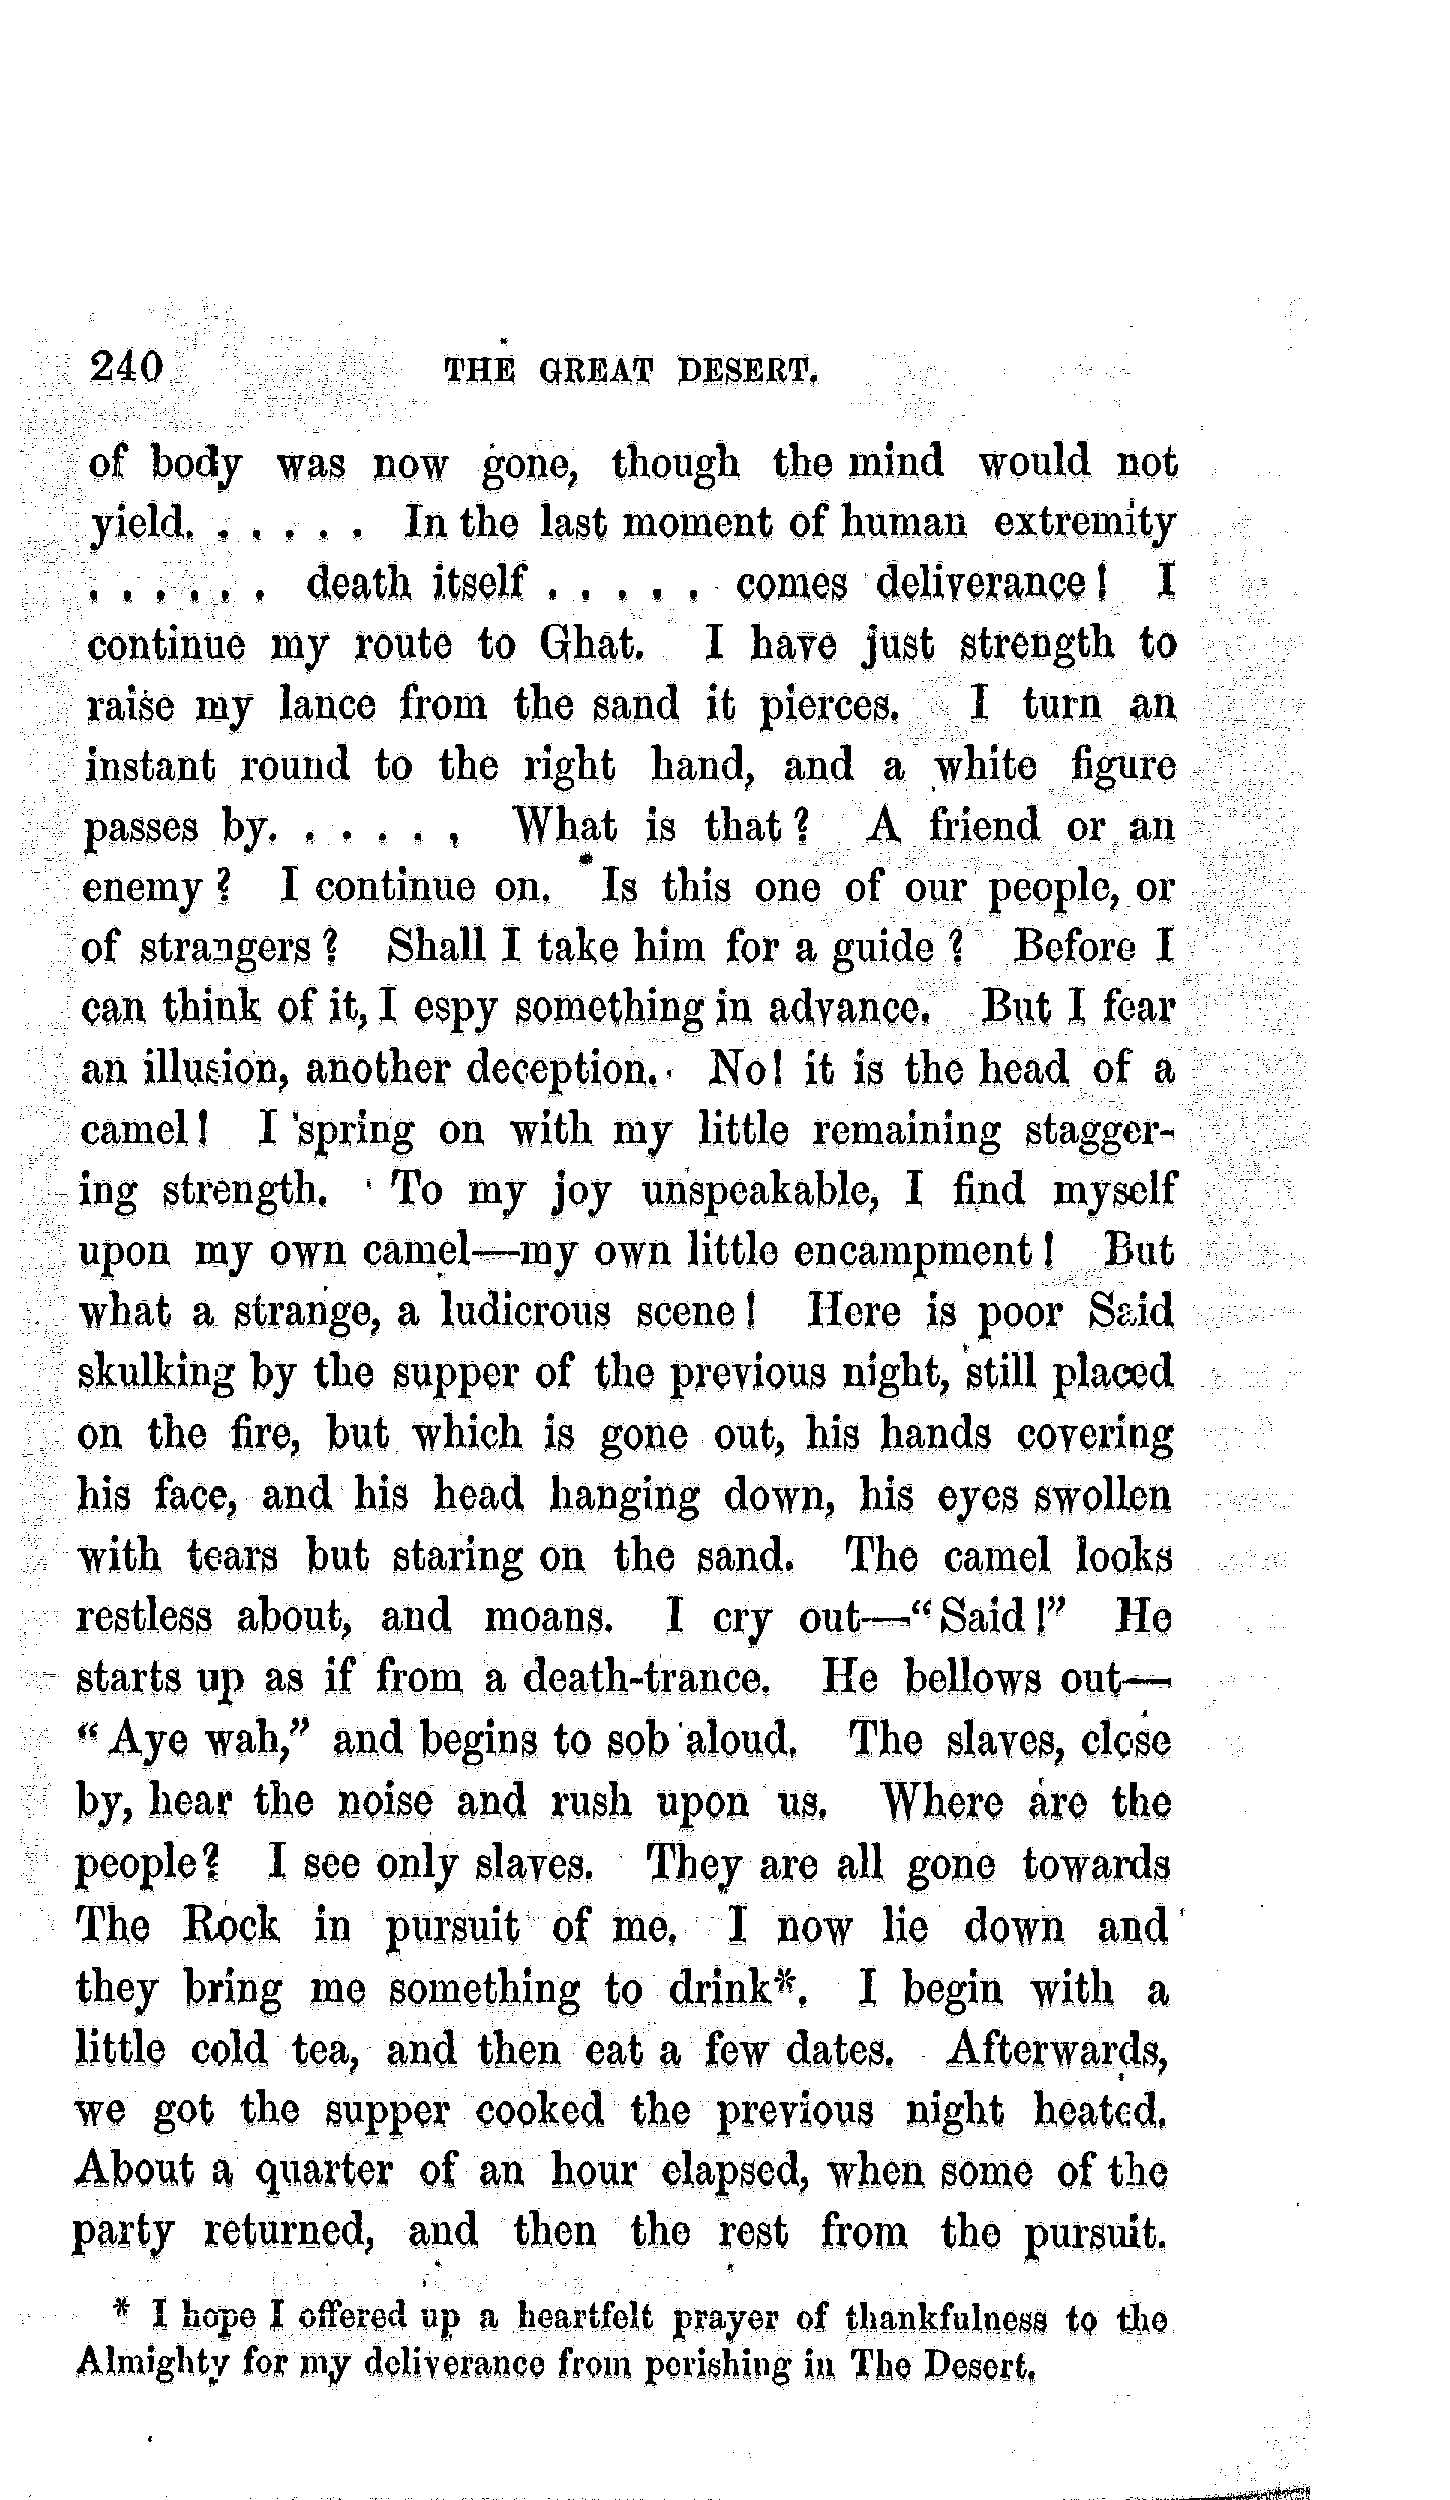 240 THE GREAT DESERT.
of body was now gone, though the mind would not
yield. . . . . . In the last moment of human extremity
. . . . . . death itself . . . . . comes deliverance! I
continue my route to Ghat. I have just strength to
raise my lance from the sand it pierces. I turn an
instant round to the right hand, and a white figure
passes by. . . . . , What is that? A friend or an
enemy? I continue on. Is this one of our people, or
of strangers? Shall I take him for a guide? Before I
can think of it, I espy something in advance. But I fear
an illusion, another deception. No! it is the head of a
camel! I spring on with my little remaining stagger-
ing strength. To my joy unspeakable, I find myself
upon my own camel—my own little encampment! But
what a strange, a ludicrous scene! Here is poor Said
skulking by the supper of the previous night, still placed
on the fire, but which is gone out, his hands covering
his face, and his head hanging down, his eyes swollen
with tears but staring on the sand. The camel looks
restless about, and moans. I cry out—“Said!” He
starts up as if from a death-trance. He bellows out—
“Aye wah,” and begins to sob aloud. The slaves, close
by, hear the noise and rush upon us. Where are the
people? I see only slaves. They are all gone towards
The Rock in pursuit of me. I now lie down and
they bring me something to drink*. I begin with a
little cold tea, and then eat a few dates. Afterwards,
we got the supper cooked the previous night heated.
About a quarter of an hour elapsed, when some of the
party returned, and then the rest from the pursuit.
* I hope I offered up a heartfelt prayer of thankfulness to the
Almighty for my deliverance from perishing in The Desert.